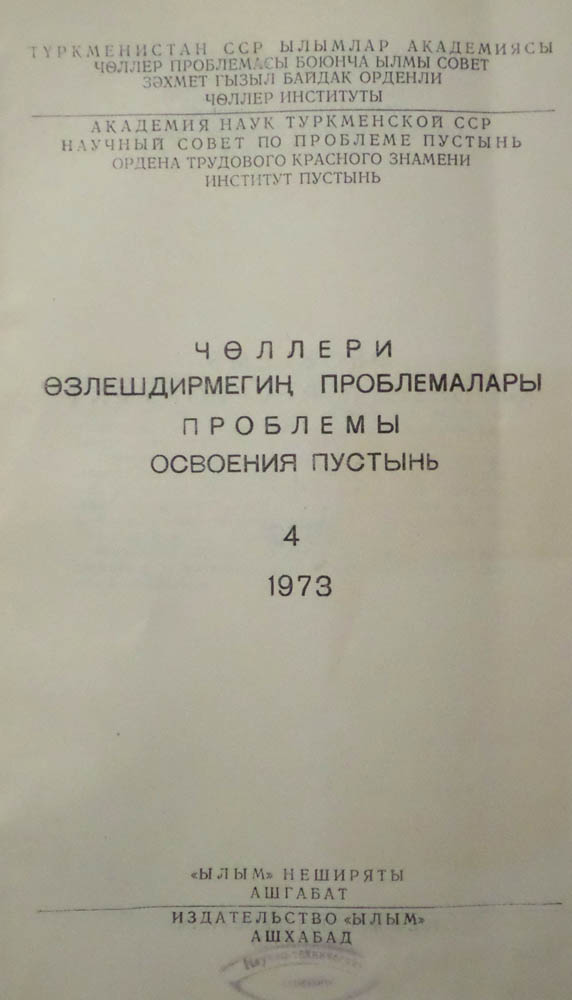 ТҮРКМЕНИСТАН ССР ЫЛЫМЛАР АКАДЕМИЯСЫ
ЧӨЛЛЕР ПРОБЛЕМАСЫ БОЮНЧА ЫЛМЫ СОВЕТ
ЗӘХМЕТ ГЫЗЫЛ БАЙДАК ОРДЕНЛИ
ЧӨЛЛЕР ИНСТИТУТЫ
АКАДЕМИЯ НАУК ТУРКМЕНСКОЙ ССР
НАУЧНЫЙ СОВЕТ ПО ПРОБЛЕМЕ ПУСТЫНЬ
ОРДЕНА ТРУДОВОГО КРАСНОГО ЗНАМЕНИ
ИНСТИТУТ ПУСТЫНЬ
ЧӨЛЛЕРИ
ӨЗЛЕШДИРМЕГИҢ ПРОБЛЕМАЛАРЫ
ПРОБЛЕМЫ
ОСВОЕНИЯ ПУСТЫНЬ
4
1973
«ЫЛЫМ» НЕШИРЯТЫ
АШГАБАТ
ИЗДАТЕЛЬСТВО «ЫЛЫМ»
АШХАБАД